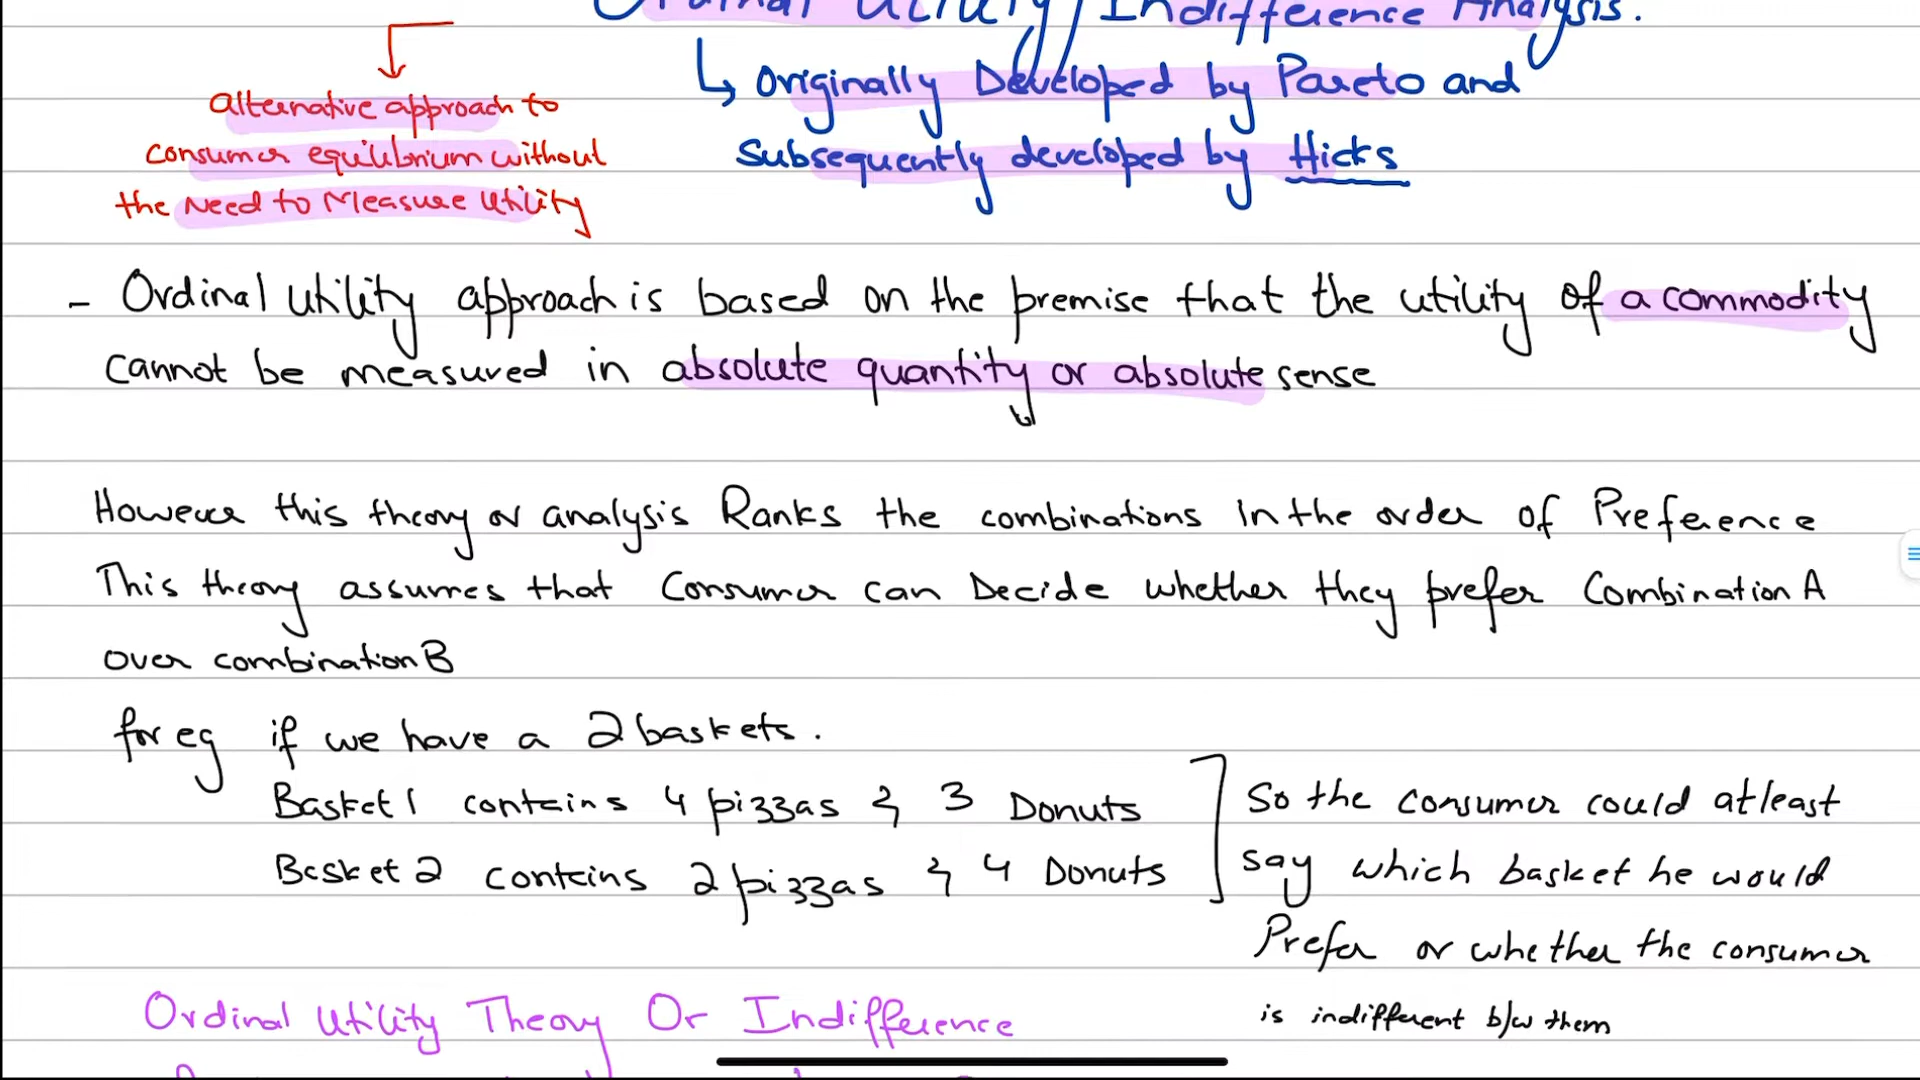 Ordinal Utility / Indifference Analysis.
↳ Originally Developed by Pareto and
Subsequently developed by Hicks
alternative approach to
consumer equilibrium without
the Need to Measure Utility
- Ordinal Utility approach is based on the premise that the utility of a commodity
cannot be measured in absolute quantity or absolute sense
However this theory or analysis Ranks the combinations in the order of Preference
This theory assumes that Consumer can Decide whether they prefer Combination A
over combination B
for eg if we have a 2 baskets.
Basket 1 contains 4 pizzas & 3 Donuts
Basket 2 contains 2 pizzas & 4 Donuts
So the consumer could atleast
say which basket he would
Prefer or whether the consumer
is indifferent b/w them
Ordinal Utility Theory Or Indifference